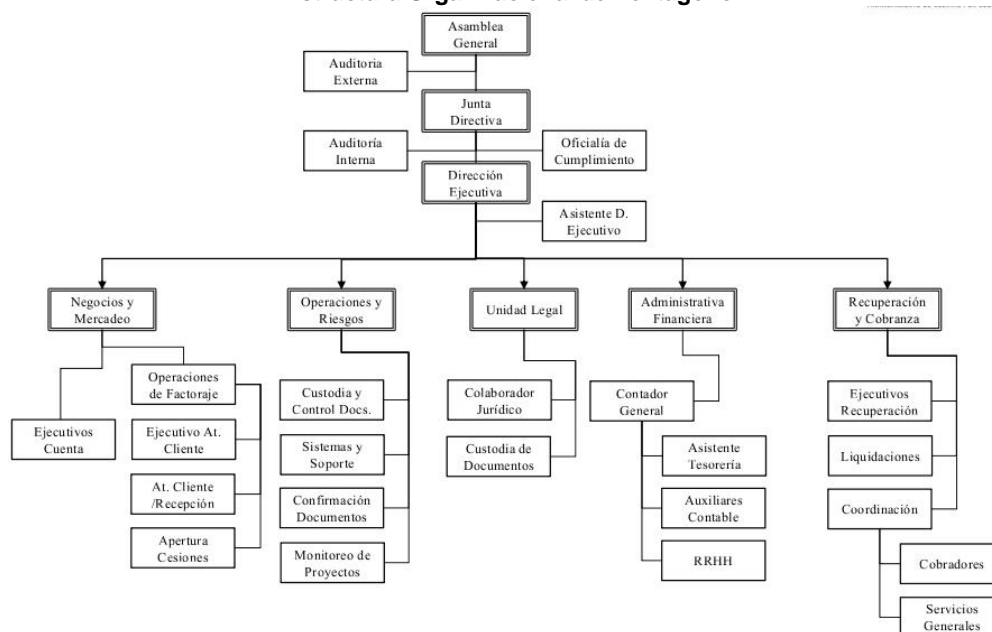 Asamblea
General
Auditoria
Externa
Junta
Directiva
Auditoría
Interna
Oficialía de
Cumplimiento
Dirección
Ejecutiva
Asistente D.
Ejecutivo
Negocios y
Mercadeo
Operaciones y
Riesgos
Unidad Legal
Administrativa
Financiera
Recuperación
y Cobranza
Operaciones
de Factoraje
Ejecutivos
Cuenta
Ejecutivo At.
Cliente
At. Cliente
/Recepción
Apertura
Cesiones
Custodia y
Control Docs.
Sistemas y
Soporte
Confirmación
Documentos
Monitoreo de
Proyectos
Colaborador
Jurídico
Custodia de
Documentos
Contador
General
Asistente
Tesorería
Auxiliares
Contable
RRHH
Ejecutivos
Recuperación
Liquidaciones
Coordinación
Cobradores
Servicios
Generales